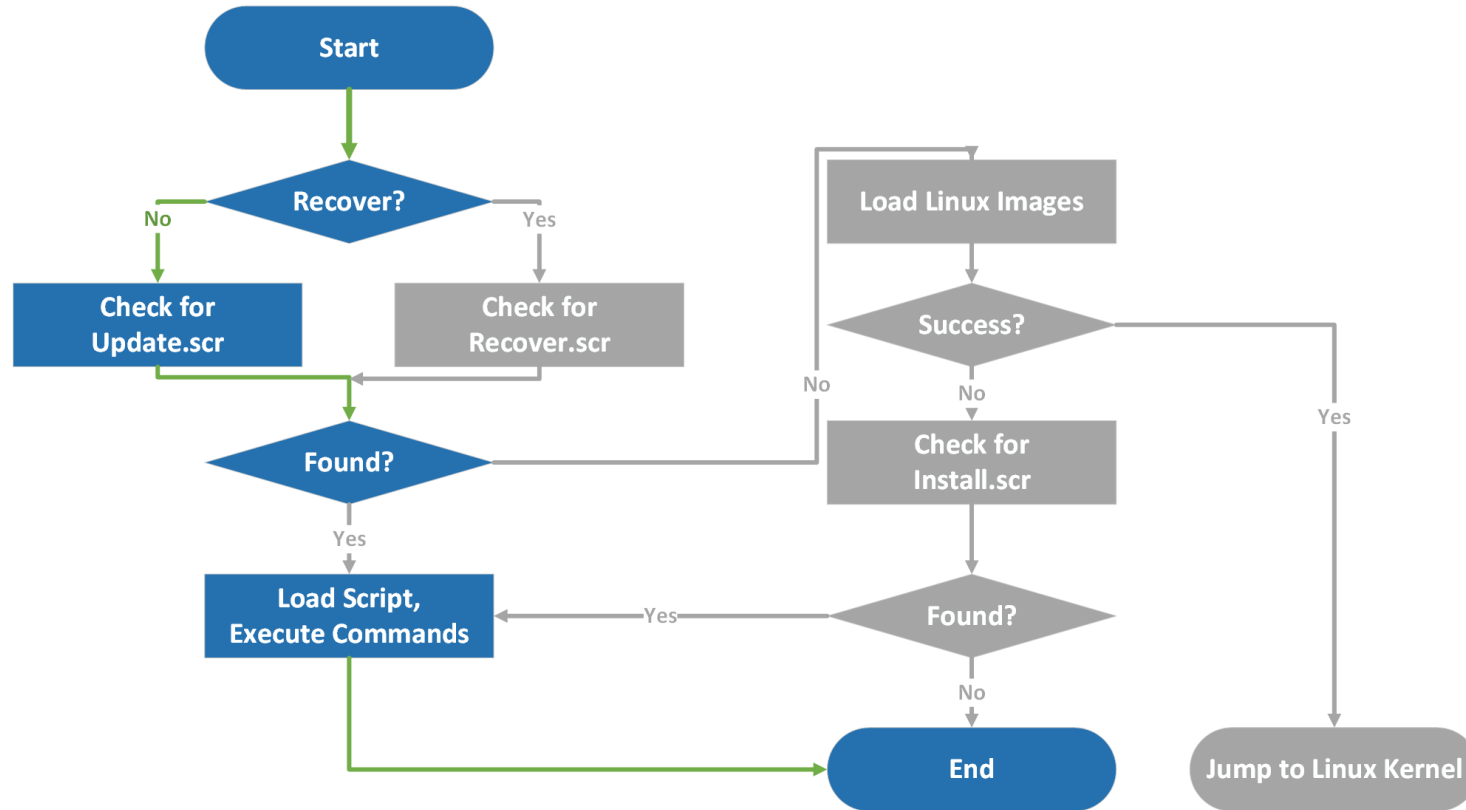 Start
Recover?
No
Yes
Check for
Update.scr
Check for
Recover.scr
Found?
No
Yes
Load Script,
Execute Commands
Load Linux Images
Success?
No
Yes
Check for
Install.scr
Found?
Yes
No
End
Jump to Linux Kernel